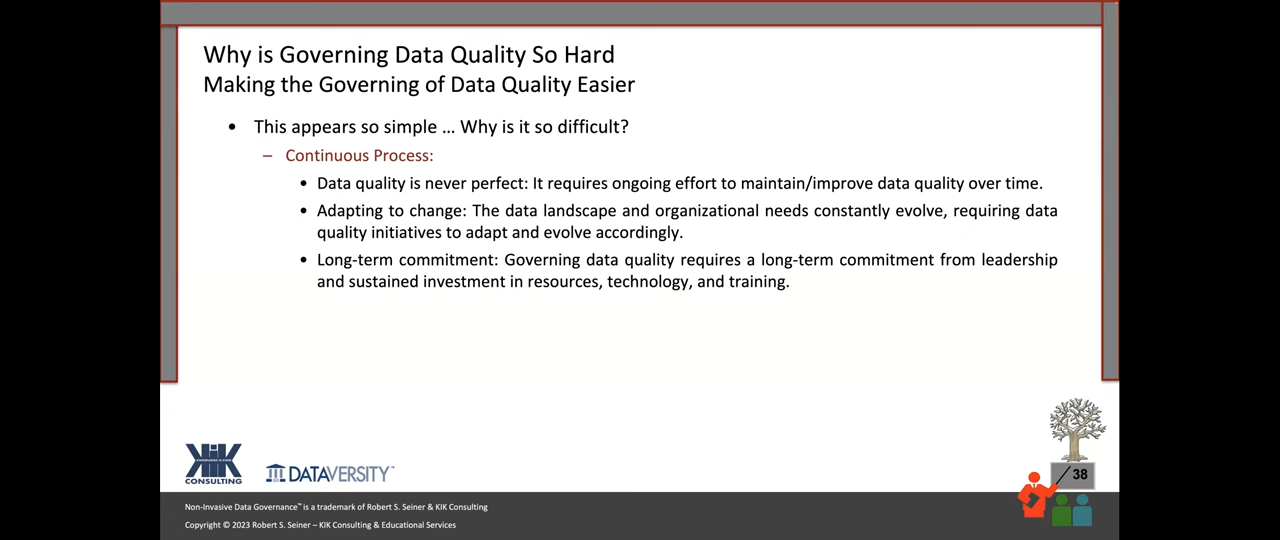 Why is Governing Data Quality So Hard
Making the Governing of Data Quality Easier
• This appears so simple … Why is it so difficult?
– Continuous Process:
• Data quality is never perfect: It requires ongoing effort to maintain/improve data quality over time.
• Adapting to change: The data landscape and organizational needs constantly evolve, requiring data
quality initiatives to adapt and evolve accordingly.
• Long-term commitment: Governing data quality requires a long-term commitment from leadership
and sustained investment in resources, technology, and training.
KIK
CONSULTING
DATAVERSITY™
38
Non-Invasive Data Governance™ is a trademark of Robert S. Seiner & KIK Consulting
Copyright © 2023 Robert S. Seiner – KIK Consulting & Educational Services